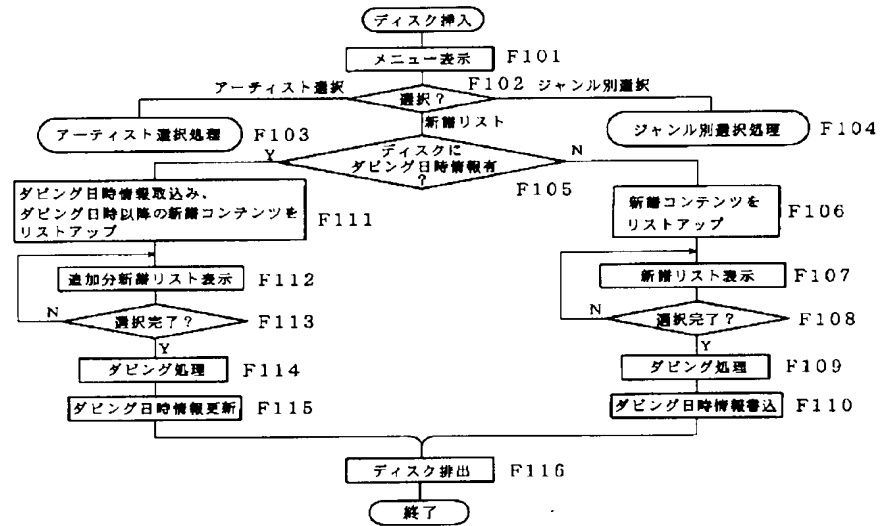 ディスク挿入
メニュー表示 F101
アーティスト選択 F102 ジャンル別選択
選択?
新譜リスト
アーティスト選択処理 F103
ジャンル別選択処理 F104
Y ディスクに N
ダビング日時情報有
? F105
ダビング日時情報取込み、
ダビング日時以降の新譜コンテンツを
リストアップ
F111
新譜コンテンツを
リストアップ
F106
追加分新譜リスト表示 F112
新譜リスト表示 F107
N 選択完了? F113
N 選択完了? F108
Y
Y
ダビング処理 F114
ダビング処理 F109
ダビング日時情報更新 F115
ダビング日時情報書込 F110
ディスク排出 F116
終了